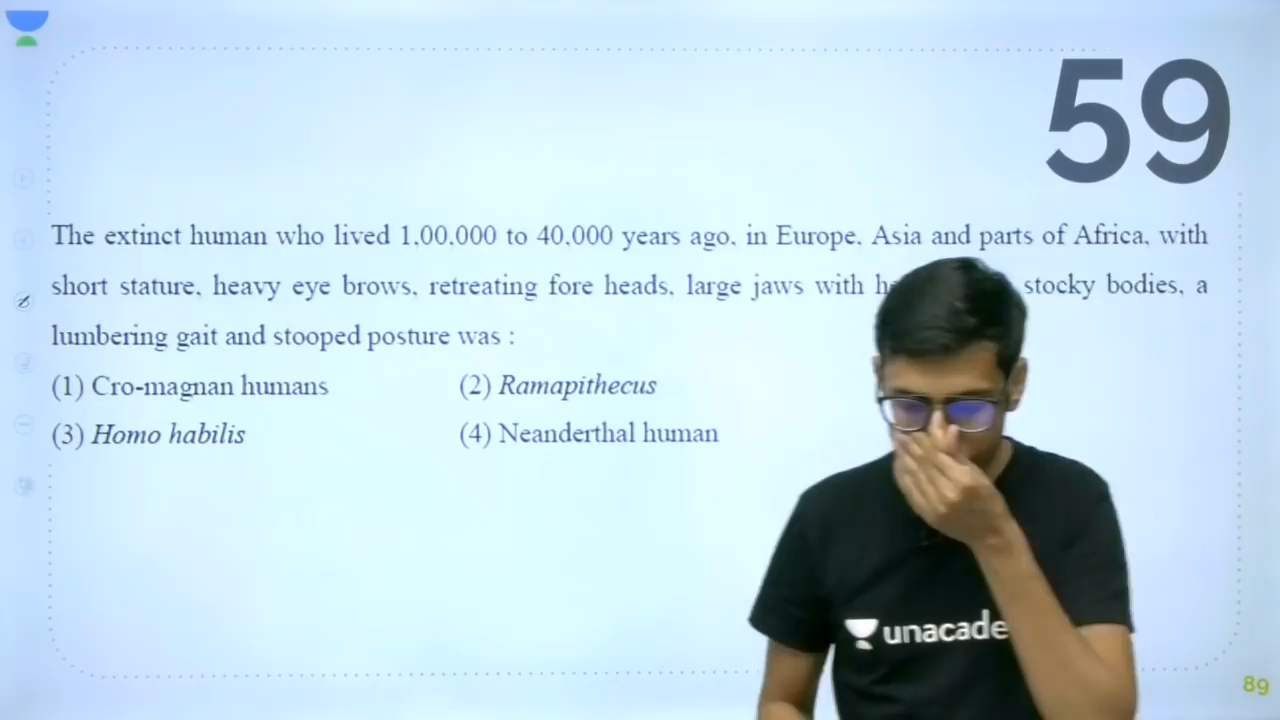 59
The extinct human who lived 1,00,000 to 40,000 years ago, in Europe, Asia and parts of Africa, with
short stature, heavy eye brows, retreating fore heads, large jaws with stocky bodies, a
lumbering gait and stooped posture was :
(1) Cro-magnan humans (2) Ramapithecus
(3) Homo habilis (4) Neanderthal human
unacade
89